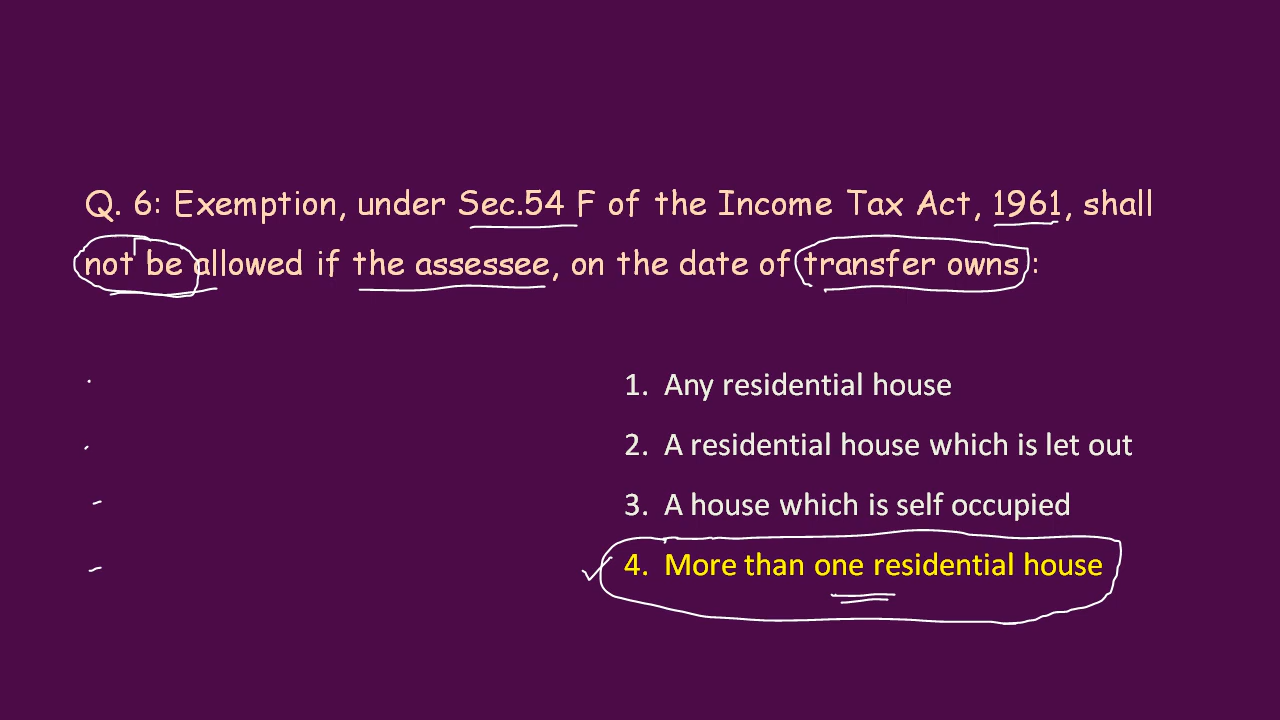 Q. 6: Exemption, under Sec.54 F of the Income Tax Act, 1961, shall
not be allowed if the assessee, on the date of transfer owns :
1. Any residential house
2. A residential house which is let out
3. A house which is self occupied
4. More than one residential house